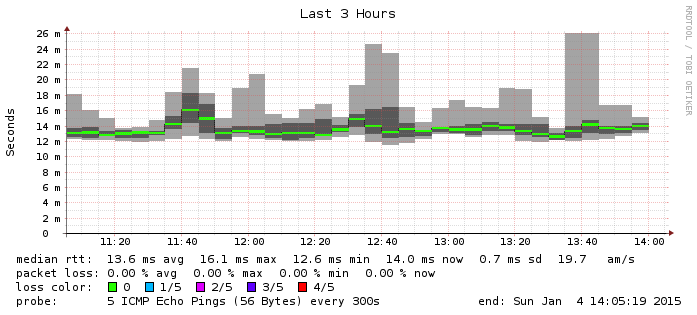 Last 3 Hours
RRDTOOL / TOBI OETIKER
Seconds
26 m
24 m
22 m
20 m
18 m
16 m
14 m
12 m
10 m
8 m
6 m
4 m
2 m
0
11:20 11:40 12:00 12:20 12:40 13:00 13:20 13:40 14:00
median rtt: 13.6 ms avg 16.1 ms max 12.6 ms min 14.0 ms now 0.7 ms sd 19.7 am/s
packet loss: 0.00 % avg 0.00 % max 0.00 % min 0.00 % now
loss color: 0 1/5 2/5 3/5 4/5
probe: 5 ICMP Echo Pings (56 Bytes) every 300s end: Sun Jan 4 14:05:19 2015